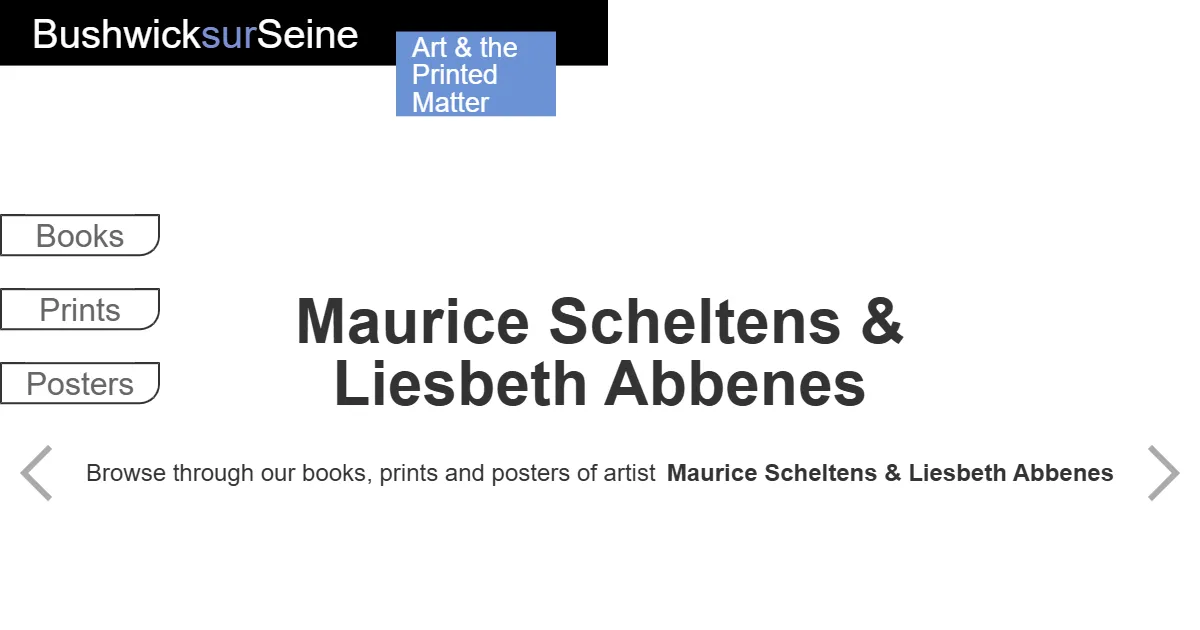 BushwicksurSeine
Art & the
Printed
Matter
Books
Prints
Posters
Maurice Scheltens &
Liesbeth Abbenes
Browse through our books, prints and posters of artist Maurice Scheltens & Liesbeth Abbenes